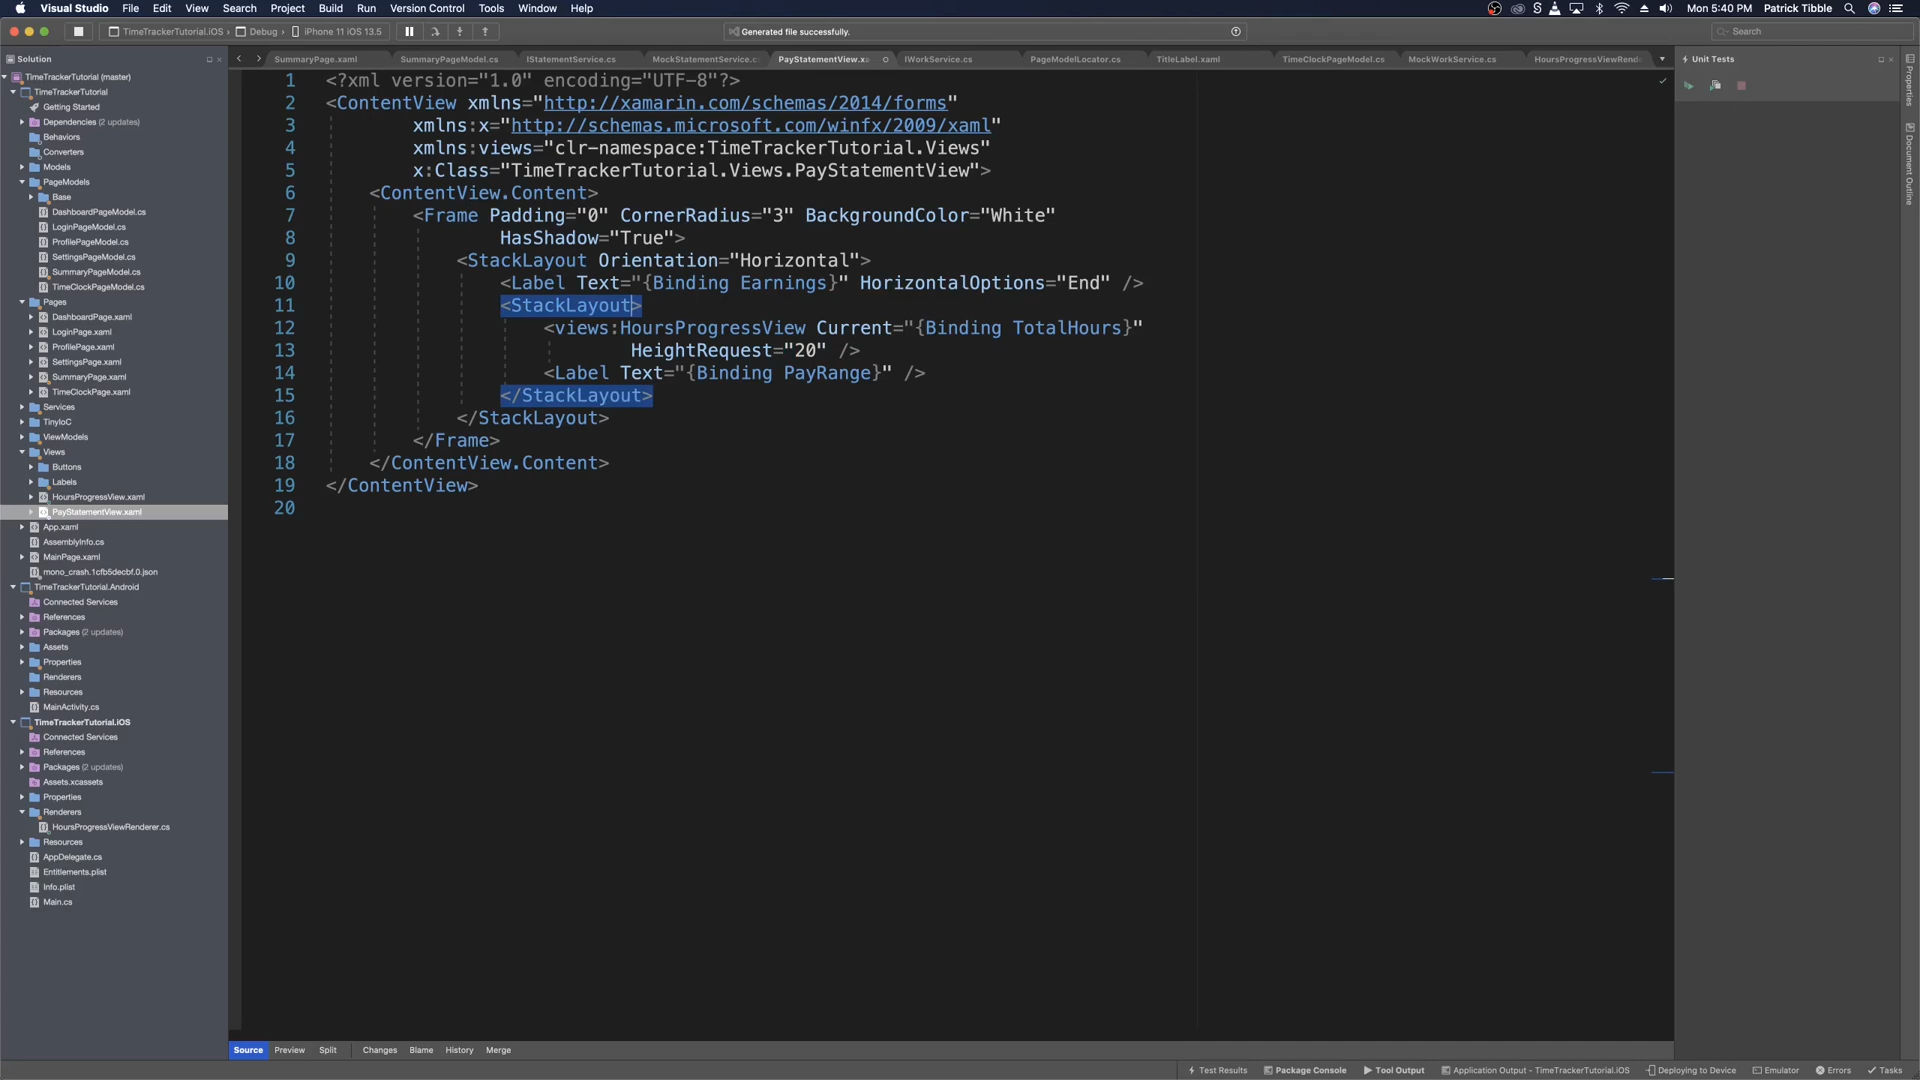 Visual Studio File Edit View Search Project Build Run Version Control Tools Window Help Mon 5:40 PM Patrick Tibble
TimeTrackerTutorial.iOS Debug iPhone 11 iOS 13.5 Generated file successfully. Search
Solution
SummaryPage.xaml SummaryPageModel.cs IStatementService.cs MockStatementService.c PayStatementView.x IWorkService.cs PageModelLocator.cs TitleLabel.xaml TimeClockPageModel.cs MockWorkService.cs HoursProgressViewRend
Unit Tests
Properties
Document Outline
TimeTrackerTutorial (master)
TimeTrackerTutorial
Getting Started
Dependencies (2 updates)
Behaviors
Converters
Models
PageModels
Base
DashboardPageModel.cs
LoginPageModel.cs
ProfilePageModel.cs
SettingsPageModel.cs
SummaryPageModel.cs
TimeClockPageModel.cs
Pages
DashboardPage.xaml
LoginPage.xaml
ProfilePage.xaml
SettingsPage.xaml
SummaryPage.xaml
TimeClockPage.xaml
Services
TinyIoC
ViewModels
Views
Buttons
Labels
HoursProgressView.xaml
PayStatementView.xaml
App.xaml
AssemblyInfo.cs
MainPage.xaml
mono_crash.1cfb5decbf.0.json
TimeTrackerTutorial.Android
Connected Services
References
Packages (2 updates)
Assets
Properties
Renderers
Resources
MainActivity.cs
TimeTrackerTutorial.iOS
Connected Services
References
Packages (2 updates)
Assets.xcassets
Properties
Renderers
HoursProgressViewRenderer.cs
Resources
AppDelegate.cs
Entitlements.plist
Info.plist
Main.cs
1 <?xml version="1.0" encoding="UTF-8"?>
2 <ContentView xmlns="http://xamarin.com/schemas/2014/forms"
3 xmlns:x="http://schemas.microsoft.com/winfx/2009/xaml"
4 xmlns:views="clr-namespace:TimeTrackerTutorial.Views"
5 x:Class="TimeTrackerTutorial.Views.PayStatementView">
6 <ContentView.Content>
7 <Frame Padding="0" CornerRadius="3" BackgroundColor="White"
8 HasShadow="True">
9 <StackLayout Orientation="Horizontal">
10 <Label Text="{Binding Earnings}" HorizontalOptions="End" />
11 <StackLayout>
12 <views:HoursProgressView Current="{Binding TotalHours}"
13 HeightRequest="20" />
14 <Label Text="{Binding PayRange}" />
15 </StackLayout>
16 </StackLayout>
17 </Frame>
18 </ContentView.Content>
19 </ContentView>
20
Source Preview Split Changes Blame History Merge
Test Results Package Console Tool Output Application Output - TimeTrackerTutorial.iOS Deploying to Device Emulator Errors Tasks